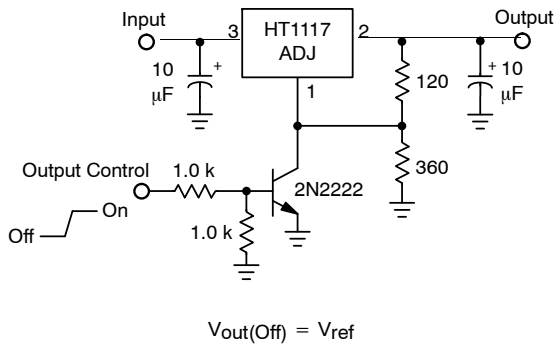 Input
Output
3
HT1117
ADJ
2
10
μF
+
1
120
+ 10
μF
360
Output Control
1.0 k
2N2222
On
Off
1.0 k
Vout(Off) = Vref